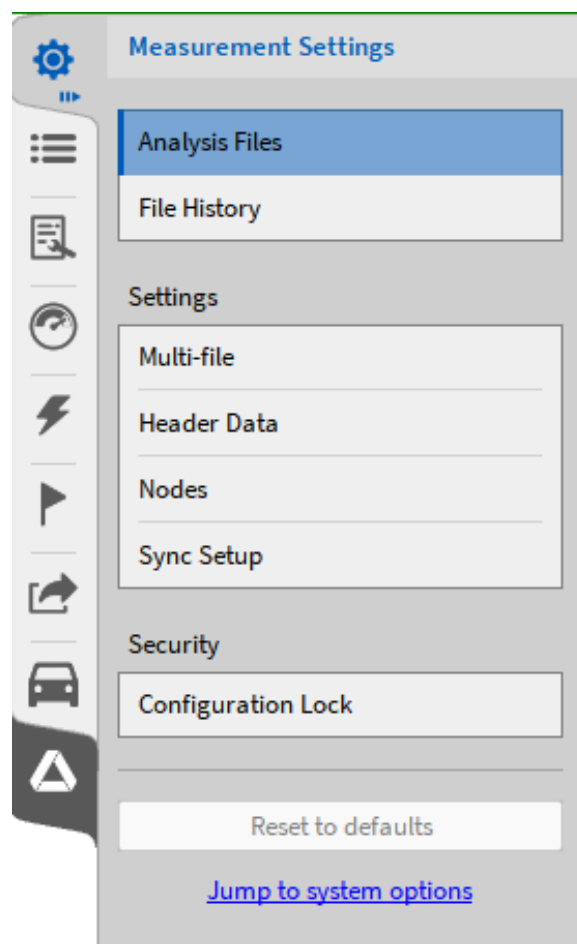 Measurement Settings
Analysis Files
File History
Settings
Multi-file
Header Data
Nodes
Sync Setup
Security
Configuration Lock
Reset to defaults
Jump to system options